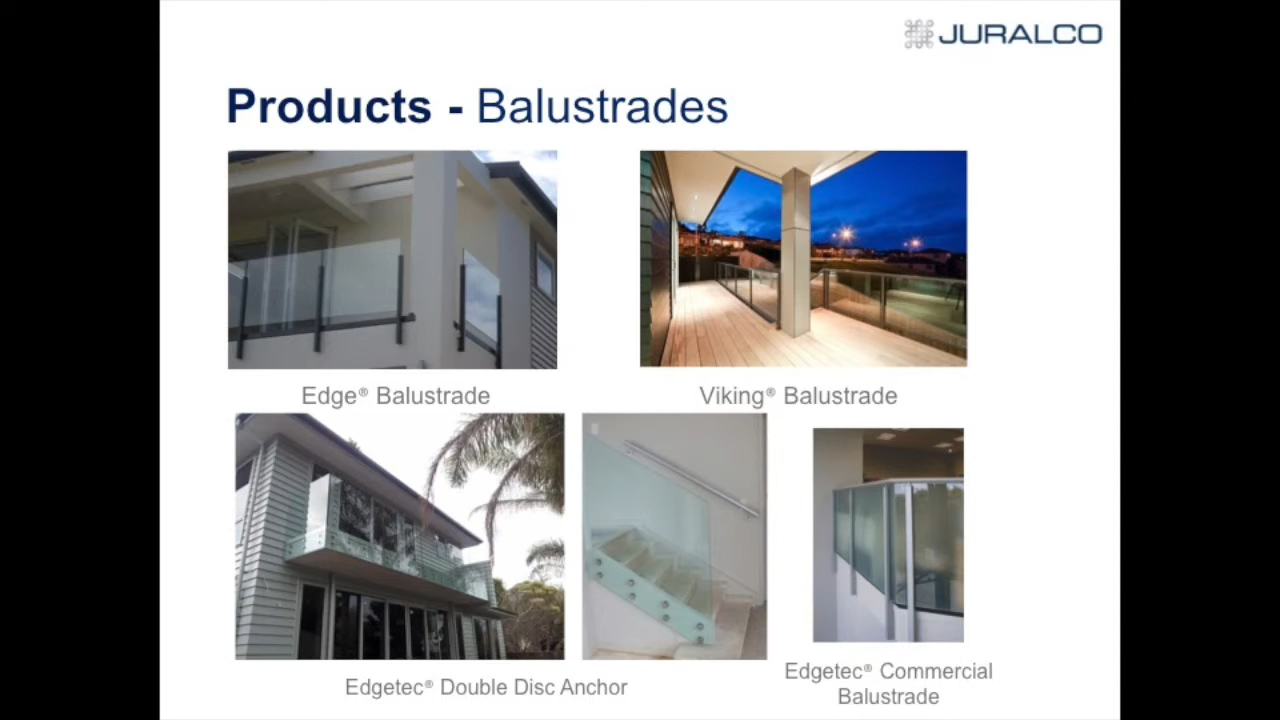 JURALCO
Products - Balustrades
Edge® Balustrade
Viking® Balustrade
Edgetec® Double Disc Anchor
Edgetec® Commercial
Balustrade